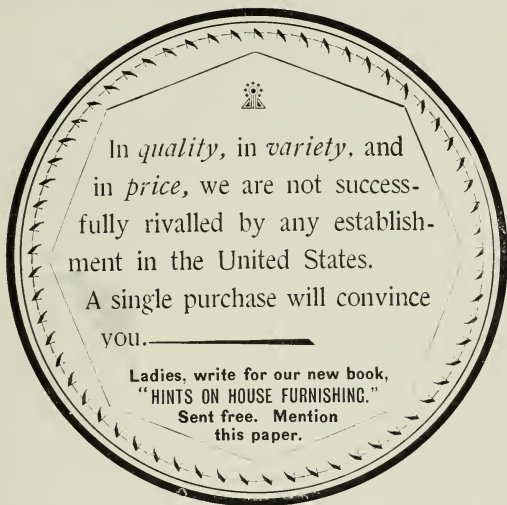 In quality, in variety, and
in price, we are not success-
fully rivalled by any establish-
ment in the United States.
A single purchase will convince
you.
Ladies, write for our new book,
"HINTS ON HOUSE FURNISHING."
Sent free. Mention
this paper.